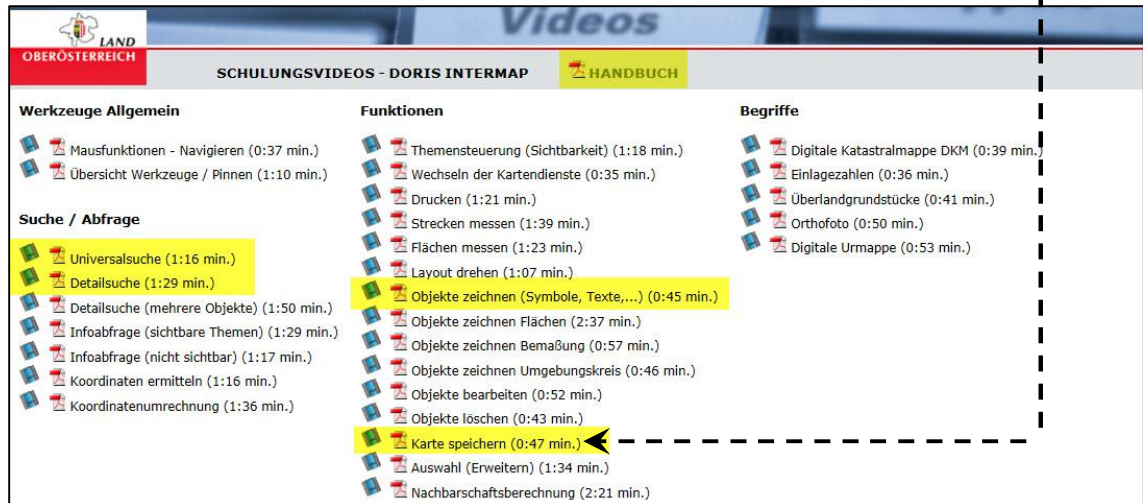 Videos
LAND
OBERÖSTERREICH
SCHULUNGSVIDEOS - DORIS INTERMAP
HANDBUCH
Werkzeuge Allgemein
Mausfunktionen - Navigieren (0:37 min.)
Übersicht Werkzeuge / Pinnen (1:10 min.)
Suche / Abfrage
Universalsuche (1:16 min.)
Detailsuche (1:29 min.)
Detailsuche (mehrere Objekte) (1:50 min.)
Infoabfrage (sichtbare Themen) (1:29 min.)
Infoabfrage (nicht sichtbar) (1:17 min.)
Koordinaten ermitteln (1:16 min.)
Koordinatenumrechnung (1:36 min.)
Funktionen
Themensteuerung (Sichtbarkeit) (1:18 min.)
Wechseln der Kartendienste (0:35 min.)
Drucken (1:21 min.)
Strecken messen (1:39 min.)
Flächen messen (1:23 min.)
Layout drehen (1:07 min.)
Objekte zeichnen (Symbole, Texte,...) (0:45 min.)
Objekte zeichnen Flächen (2:37 min.)
Objekte zeichnen Bemaßung (0:57 min.)
Objekte zeichnen Umgebungskreis (0:46 min.)
Objekte bearbeiten (0:52 min.)
Objekte löschen (0:43 min.)
Karte speichern (0:47 min.)
Auswahl (Erweitern) (1:34 min.)
Nachbarschaftsberechnung (2:21 min.)
Begriffe
Digitale Katastralmappe DKM (0:39 min.)
Einlagezahlen (0:36 min.)
Überlandgrundstücke (0:41 min.)
Orthofoto (0:50 min.)
Digitale Urmappe (0:53 min.)